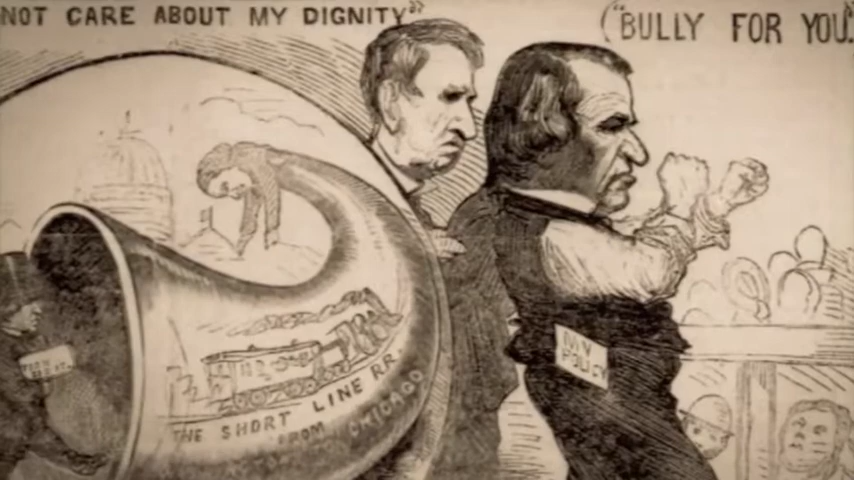 NOT CARE ABOUT MY DIGNITY"
("BULLY FOR YOU.
MY
POLICY
THE SHORT LINE RR.
FROM CHICAGO